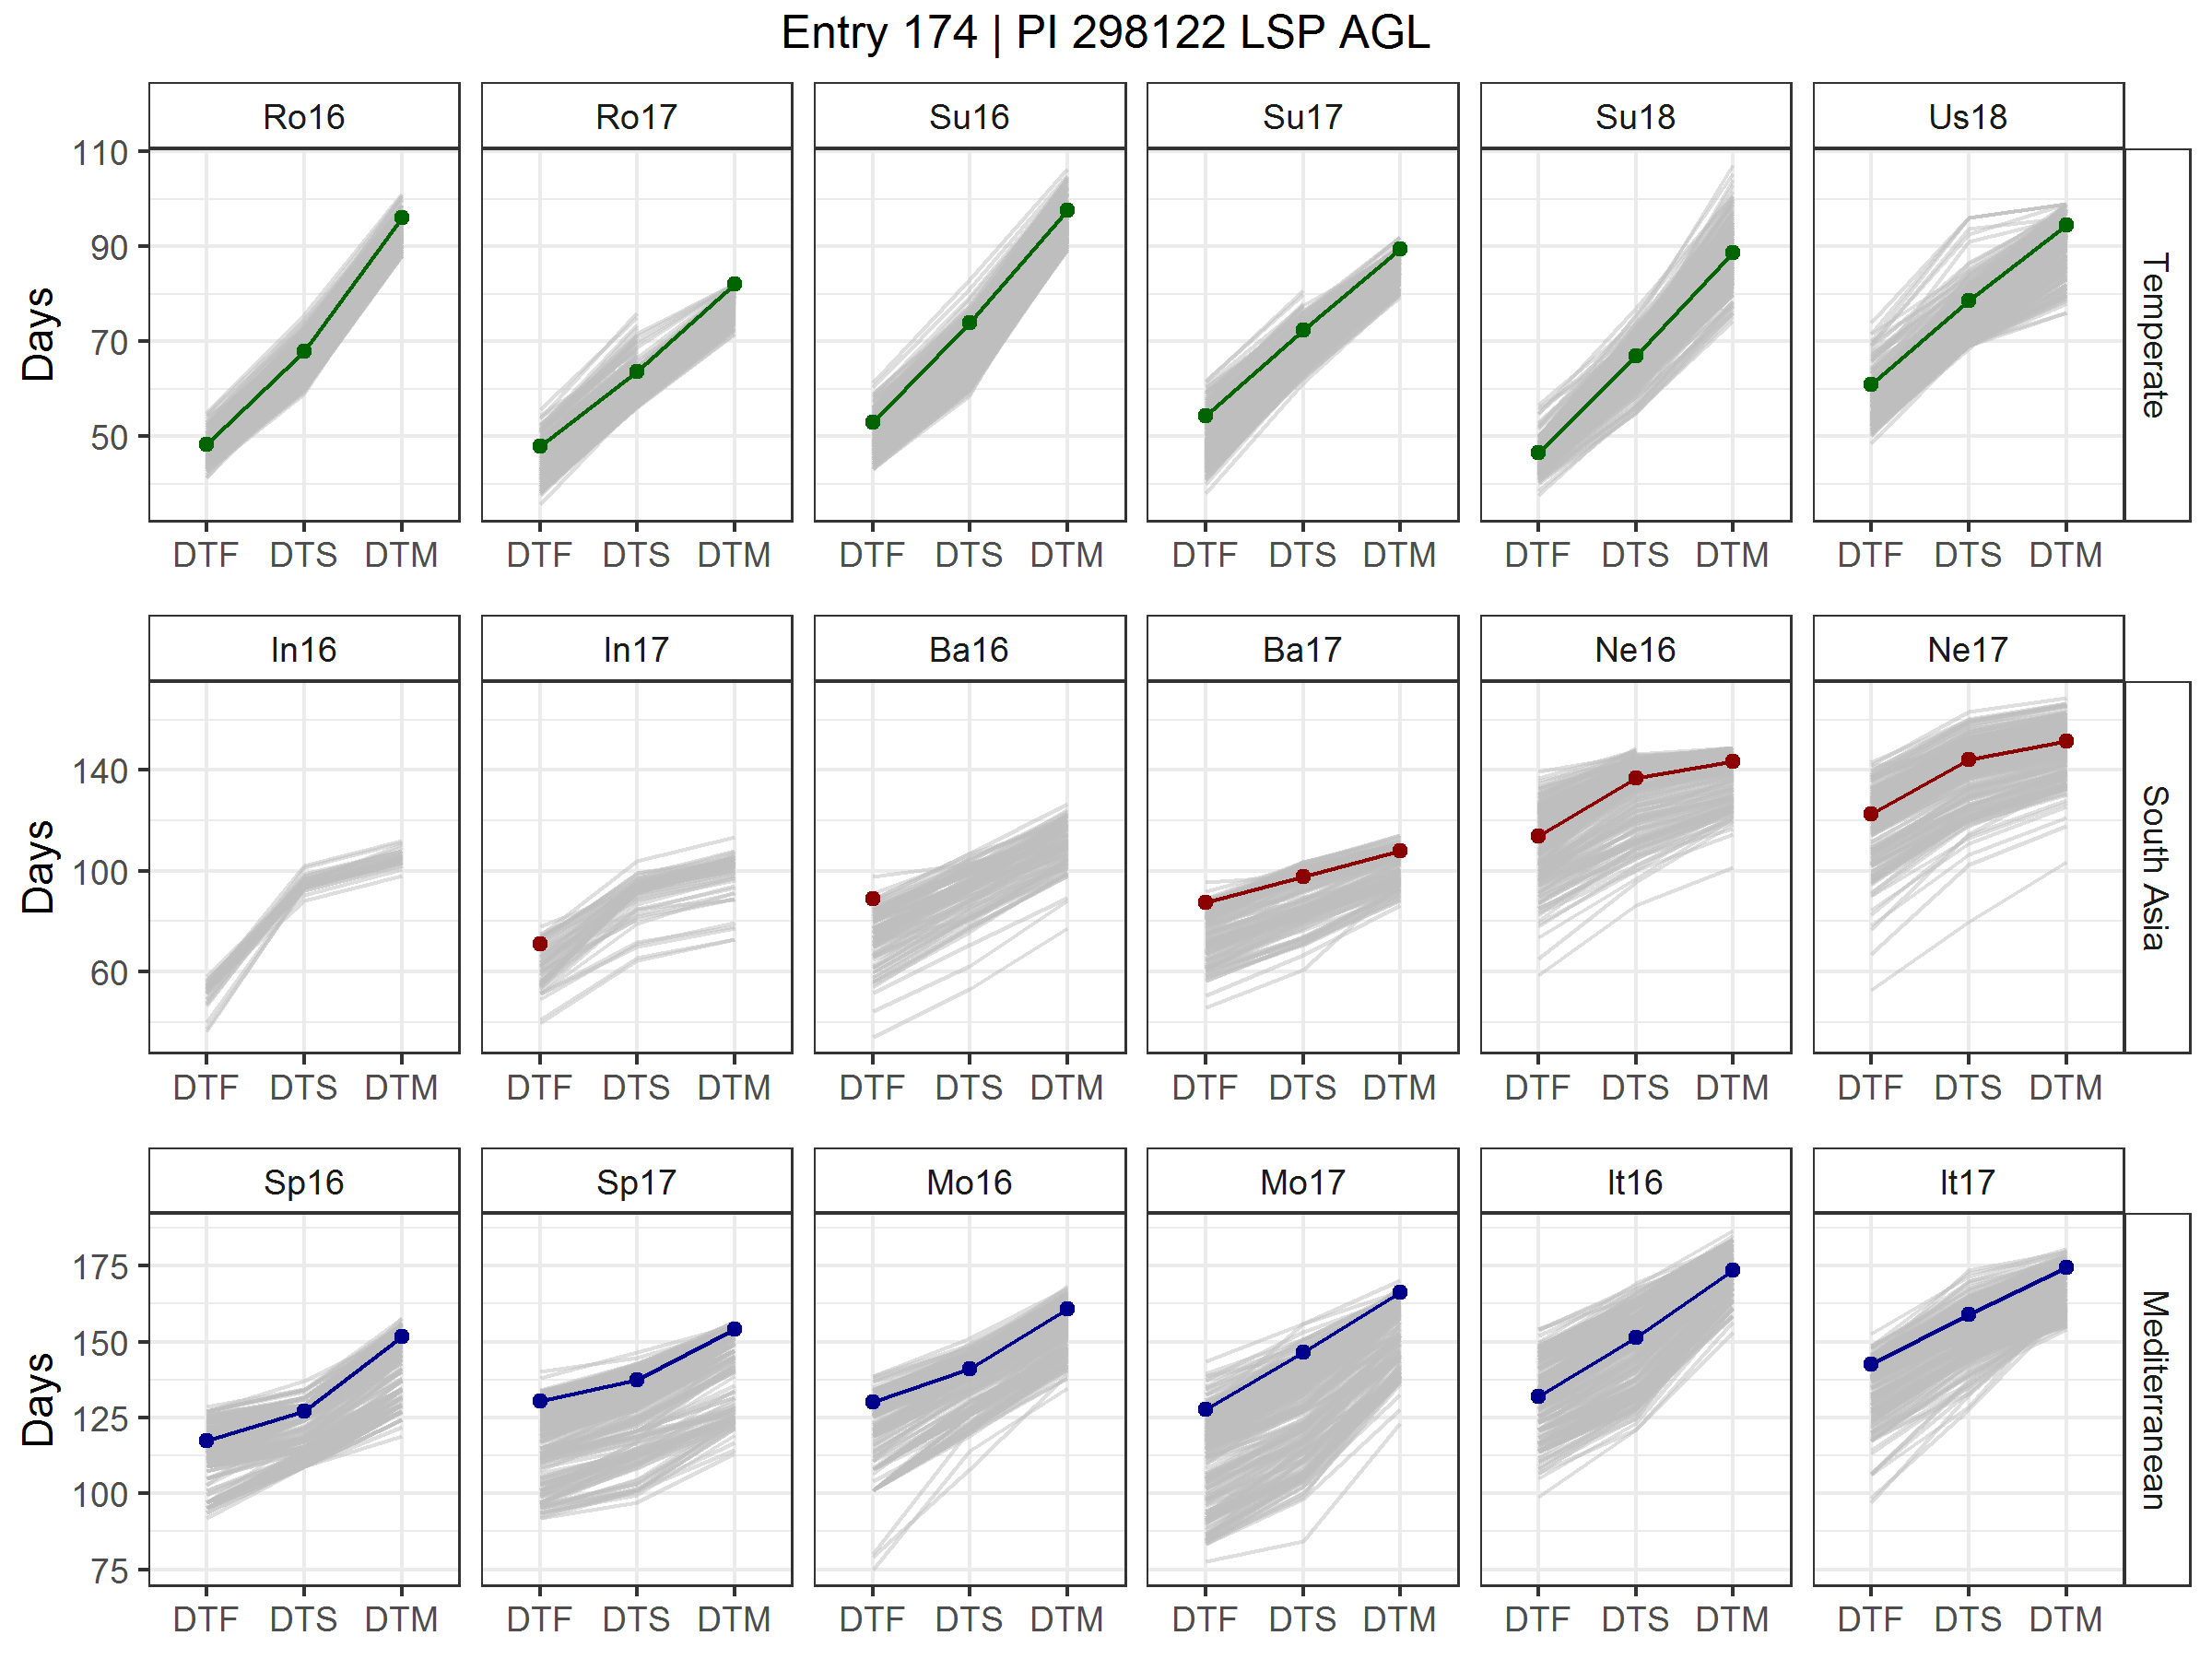 Entry 174 | PI 298122 LSP AGL
Ro16 Ro17 Su16 Su17 Su18 Us18
Days
110
90
70
50
Temperate
DTF DTS DTM DTF DTS DTM DTF DTS DTM DTF DTS DTM DTF DTS DTM DTF DTS DTM
In16 In17 Ba16 Ba17 Ne16 Ne17
Days
140
100
60
South Asia
DTF DTS DTM DTF DTS DTM DTF DTS DTM DTF DTS DTM DTF DTS DTM DTF DTS DTM
Sp16 Sp17 Mo16 Mo17 It16 It17
Days
175
150
125
100
75
Mediterranean
DTF DTS DTM DTF DTS DTM DTF DTS DTM DTF DTS DTM DTF DTS DTM DTF DTS DTM